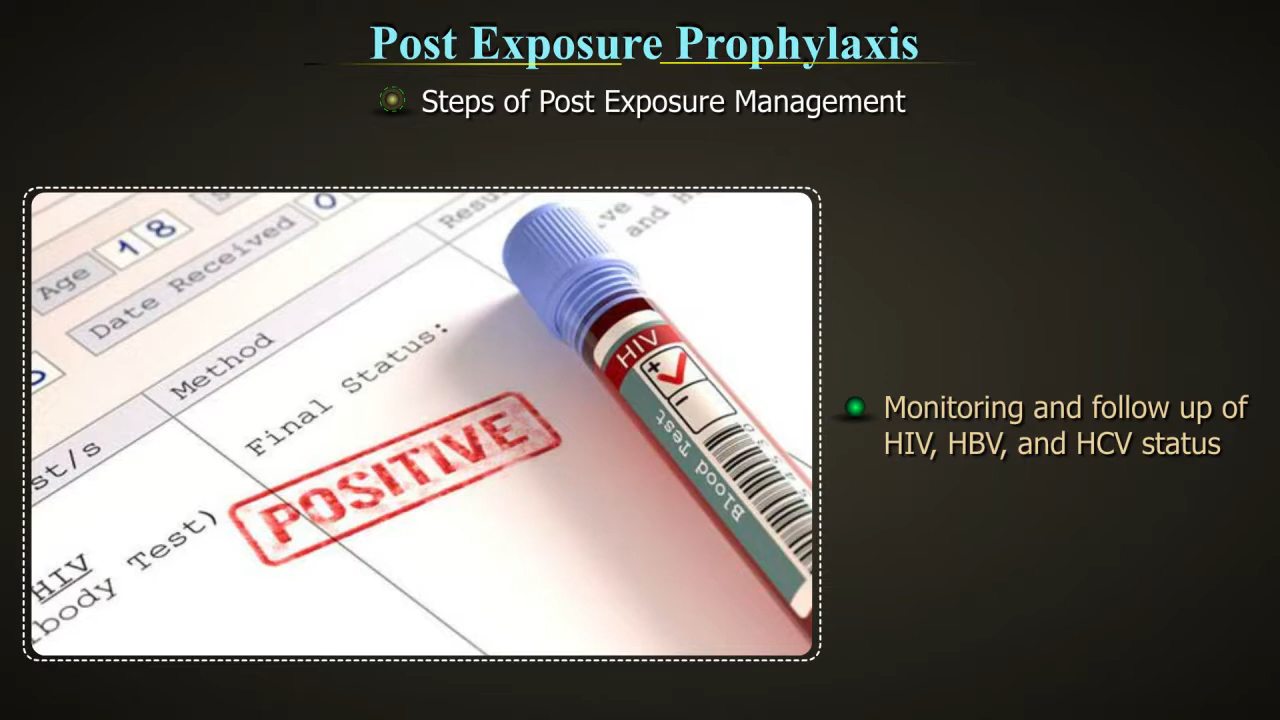 Post Exposure Prophylaxis
Steps of Post Exposure Management
Age 18
Date Received 0
Method
Final Status:
POSITIVE
HIV
Test)
HIV
+
-
Blood Test
Monitoring and follow up of
HIV, HBV, and HCV status